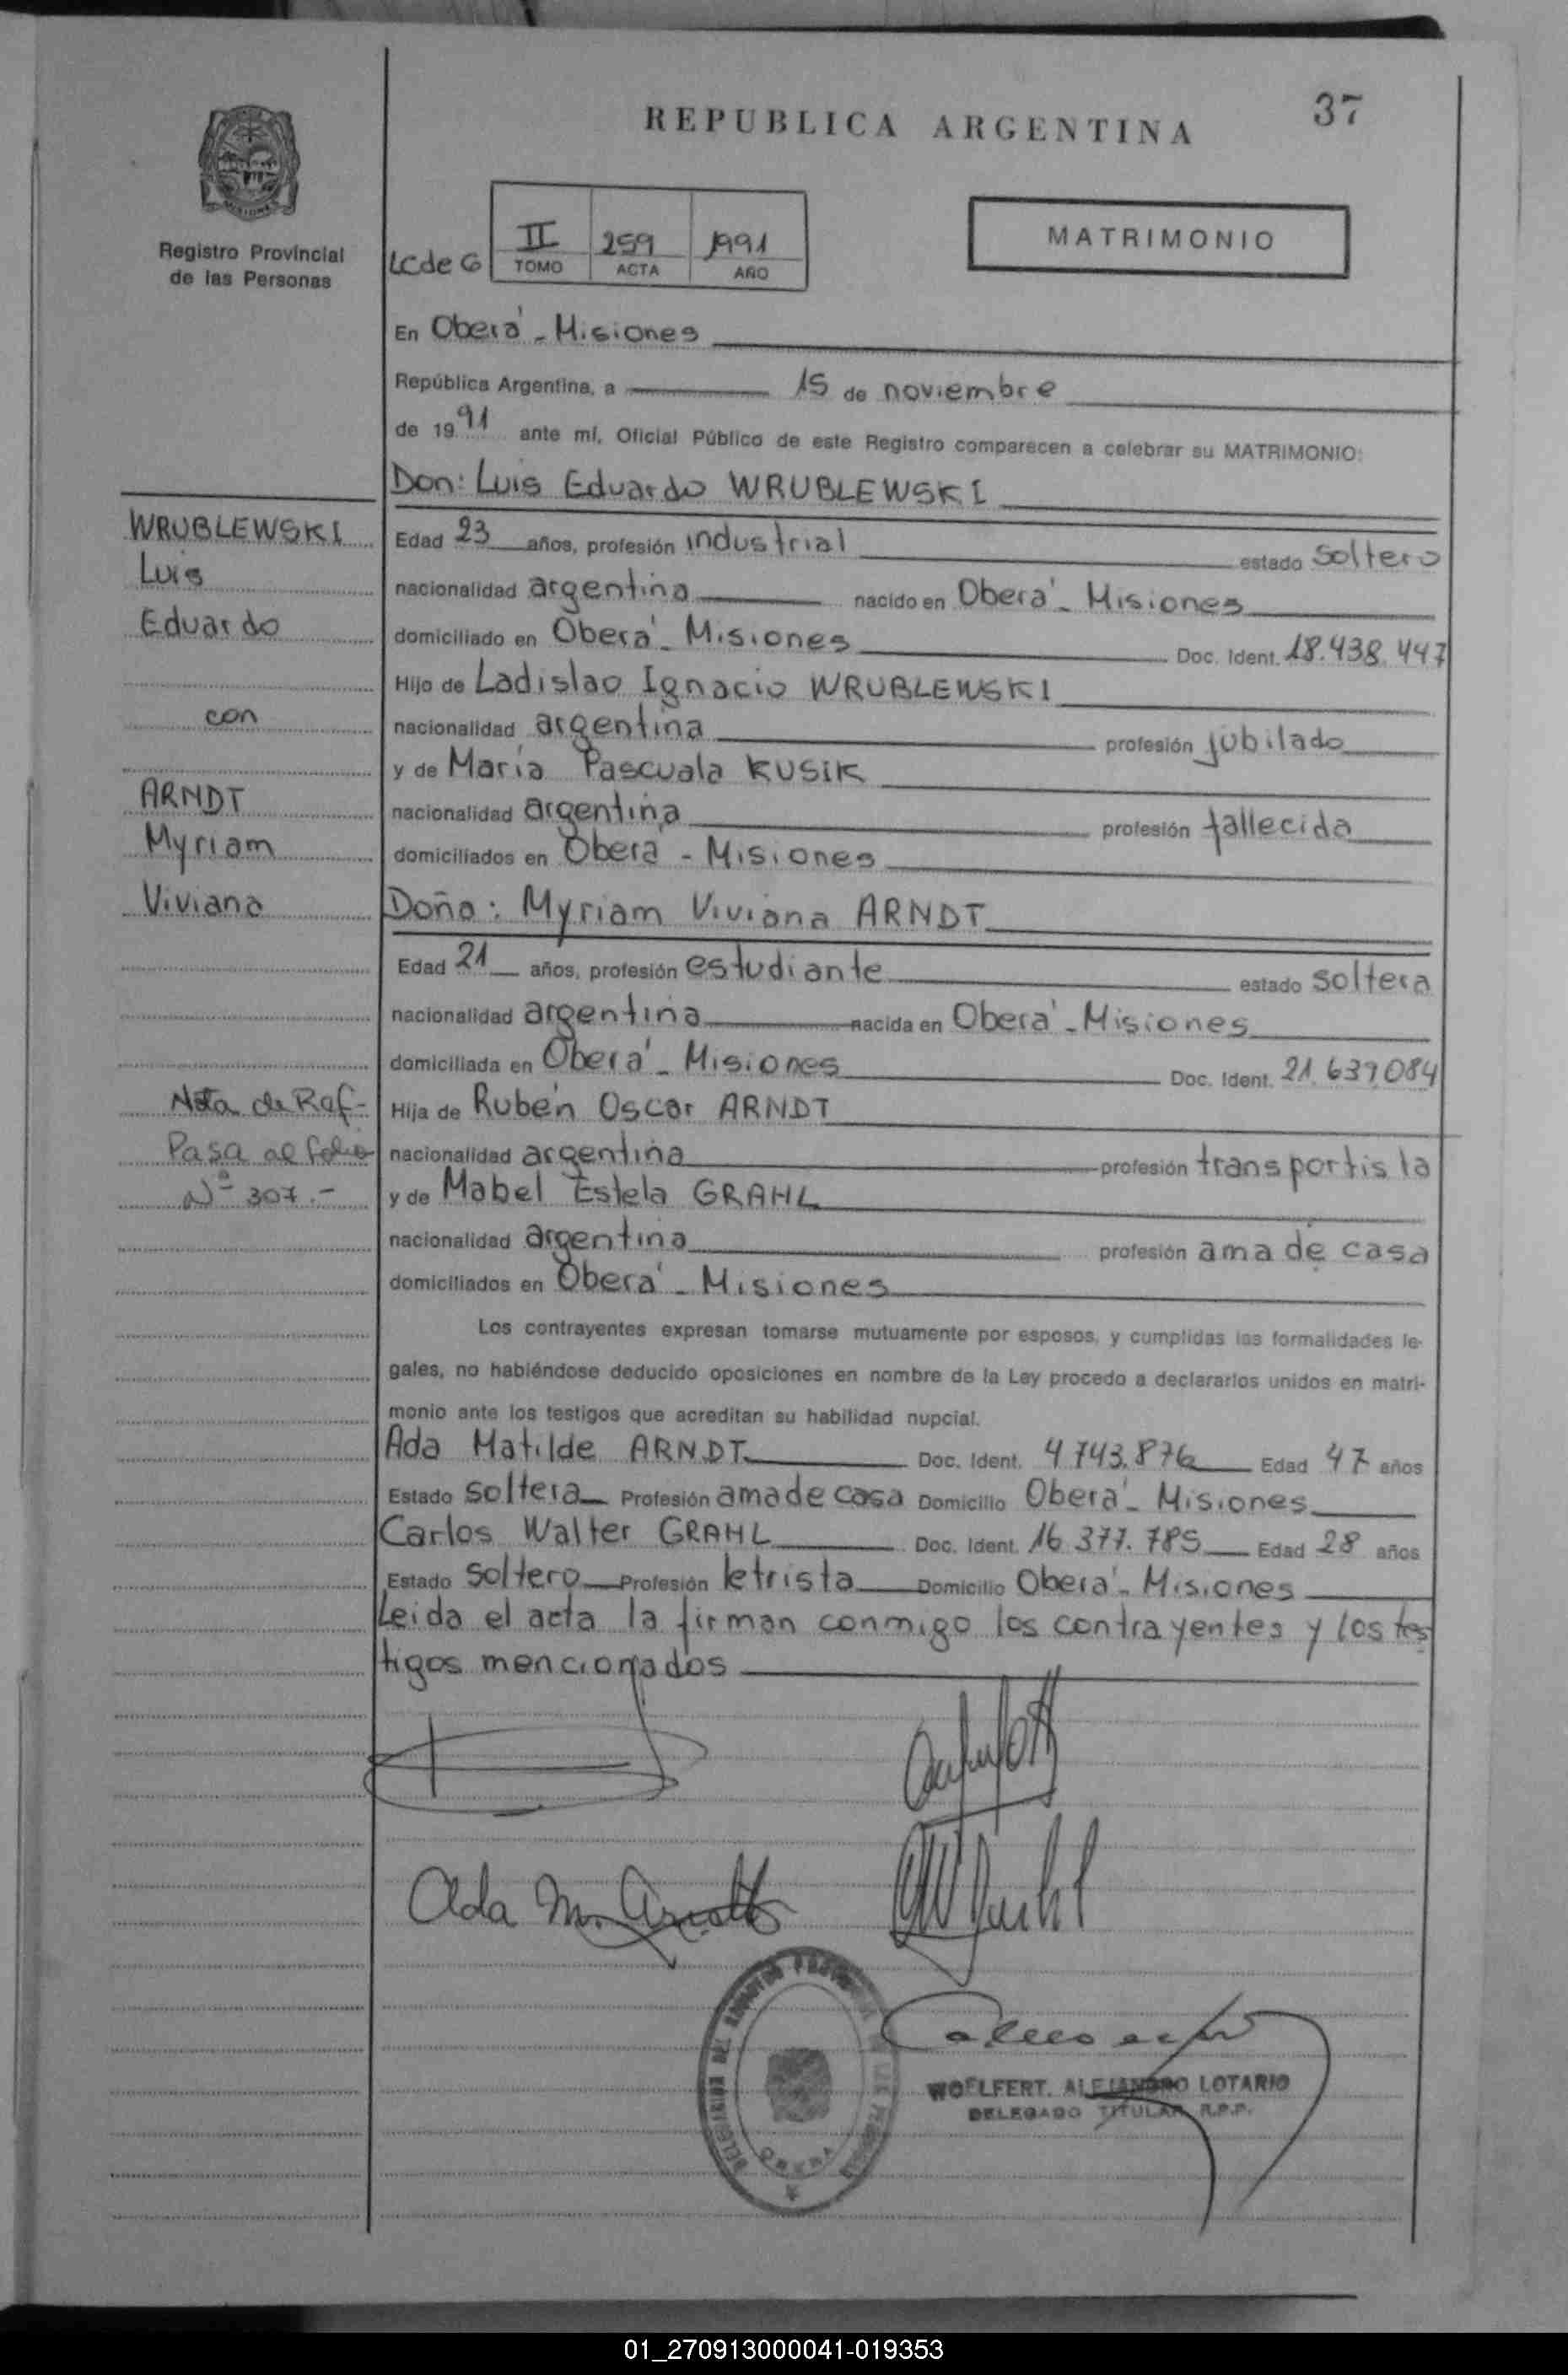 37
REPUBLICA ARGENTINA
MISIONES
Registro Provincial
de las Personas
LcdeG
II 259 1991
TOMO ACTA AÑO
MATRIMONIO
En Oberá - Misiones
República Argentina, a 15 de noviembre
de 1991 ante mí, Oficial Público de este Registro comparecen a celebrar su MATRIMONIO:
Don: Luis Eduardo WRUBLEWSKI
Edad 23 años, profesión industrial estado soltero
nacionalidad argentina nacido en Oberá - Misiones
domiciliado en Oberá - Misiones Doc. Ident. 18.438.447
Hijo de Ladislao Ignacio WRUBLEWSKI
nacionalidad argentina profesión jubilado
y de María Pascuala KUSIK
nacionalidad argentina profesión fallecida
domiciliados en Oberá - Misiones
Doña: Myriam Viviana ARNDT
Edad 21 años, profesión estudiante estado soltera
nacionalidad argentina nacida en Oberá - Misiones
domiciliada en Oberá - Misiones Doc. Ident. 21.639.084
Hija de Rubén Oscar ARNDT
nacionalidad argentina profesión transportista
y de Mabel Estela GRAHL
nacionalidad argentina profesión ama de casa
domiciliados en Oberá - Misiones
WRUBLEWSKI
Luis
Eduardo
con
ARNDT
Myriam
Viviana
Nota de Ref-
Pasa al folio
Nº 307.-
Los contrayentes expresan tomarse mutuamente por esposos, y cumplidas las formalidades le-
gales, no habiéndose deducido oposiciones en nombre de la Ley procedo a declararlos unidos en matri-
monio ante los testigos que acreditan su habilidad nupcial.
Ada Matilde ARNDT Doc. Ident. 4.743.876 Edad 47 años
Estado soltera Profesión ama de casa Domicilio Oberá - Misiones
Carlos Walter GRAHL Doc. Ident. 16.377.785 Edad 28 años
Estado soltero Profesión letrista Domicilio Oberá - Misiones
Leida el acta la firman conmigo los contrayentes y los tes
tigos mencionados
Ada M. Arndt
OBERA
WOELFERT. ALEJANDRO LOTARIO
DELEGADO TITULAR R.P.P.
01_270913000041-019353